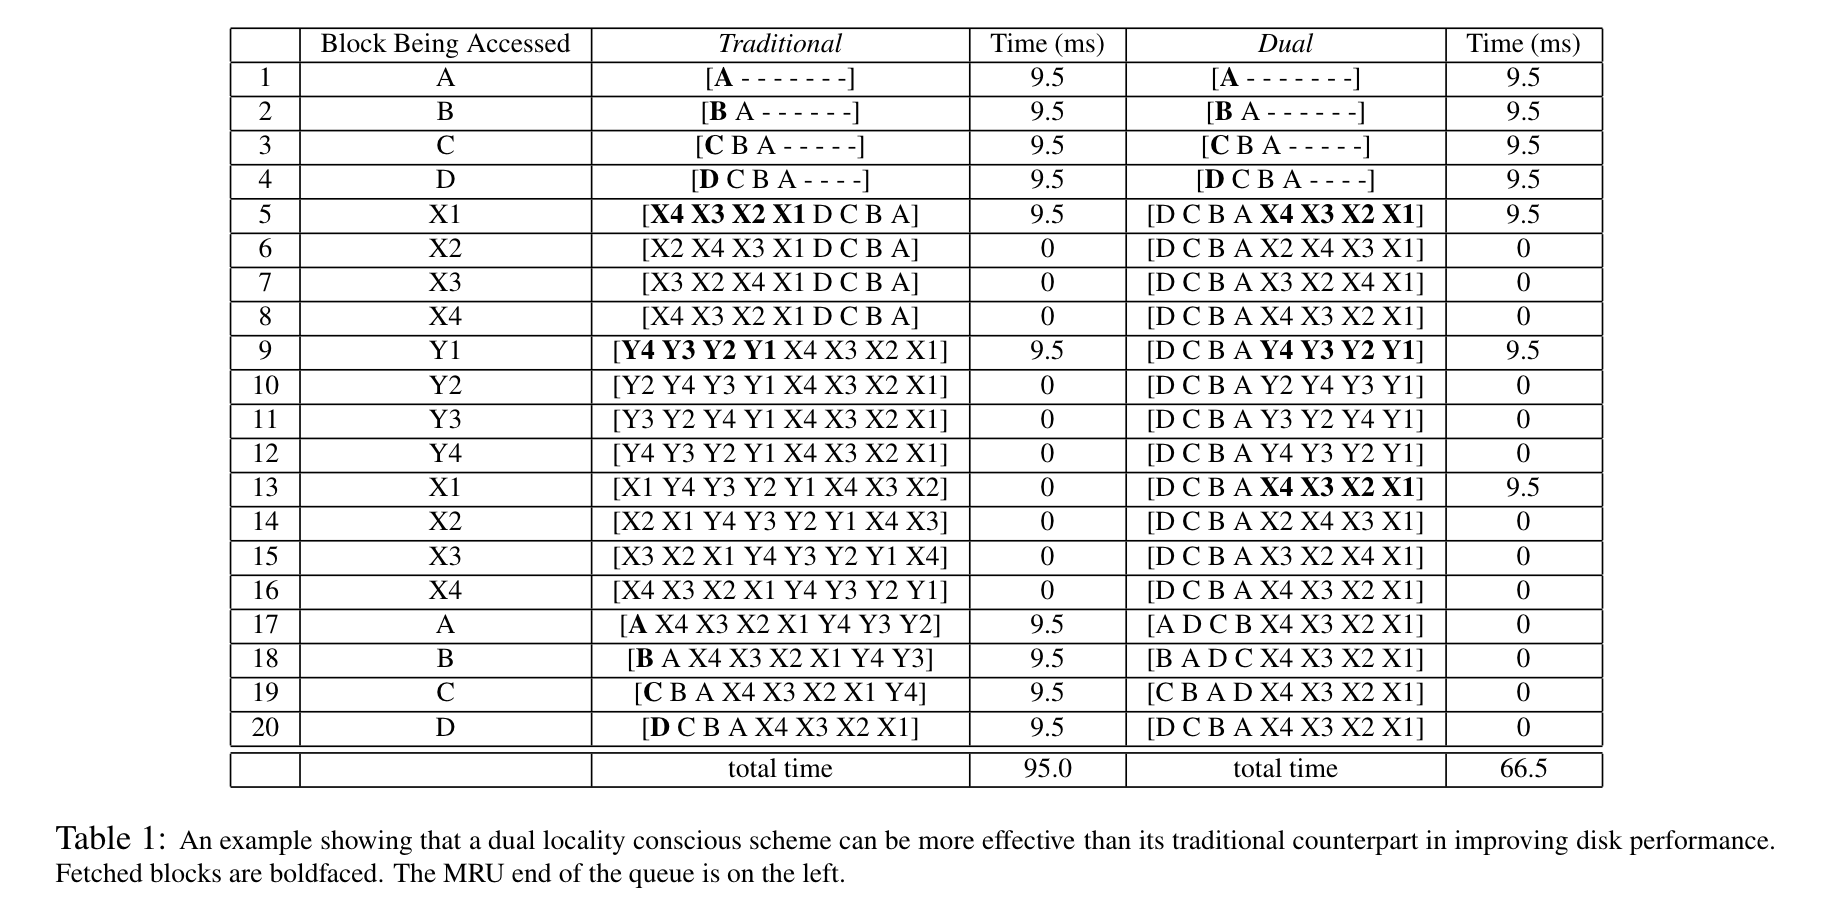 Block Being Accessed Traditional Time (ms) Dual Time (ms)
1 A [A - - - - - - -] 9.5 [A - - - - - - -] 9.5
2 B [B A - - - - - -] 9.5 [B A - - - - - -] 9.5
3 C [C B A - - - - -] 9.5 [C B A - - - - -] 9.5
4 D [D C B A - - - -] 9.5 [D C B A - - - -] 9.5
5 X1 [X4 X3 X2 X1 D C B A] 9.5 [D C B A X4 X3 X2 X1] 9.5
6 X2 [X2 X4 X3 X1 D C B A] 0 [D C B A X2 X4 X3 X1] 0
7 X3 [X3 X2 X4 X1 D C B A] 0 [D C B A X3 X2 X4 X1] 0
8 X4 [X4 X3 X2 X1 D C B A] 0 [D C B A X4 X3 X2 X1] 0
9 Y1 [Y4 Y3 Y2 Y1 X4 X3 X2 X1] 9.5 [D C B A Y4 Y3 Y2 Y1] 9.5
10 Y2 [Y2 Y4 Y3 Y1 X4 X3 X2 X1] 0 [D C B A Y2 Y4 Y3 Y1] 0
11 Y3 [Y3 Y2 Y4 Y1 X4 X3 X2 X1] 0 [D C B A Y3 Y2 Y4 Y1] 0
12 Y4 [Y4 Y3 Y2 Y1 X4 X3 X2 X1] 0 [D C B A Y4 Y3 Y2 Y1] 0
13 X1 [X1 Y4 Y3 Y2 Y1 X4 X3 X2] 0 [D C B A X4 X3 X2 X1] 9.5
14 X2 [X2 X1 Y4 Y3 Y2 Y1 X4 X3] 0 [D C B A X2 X4 X3 X1] 0
15 X3 [X3 X2 X1 Y4 Y3 Y2 Y1 X4] 0 [D C B A X3 X2 X4 X1] 0
16 X4 [X4 X3 X2 X1 Y4 Y3 Y2 Y1] 0 [D C B A X4 X3 X2 X1] 0
17 A [A X4 X3 X2 X1 Y4 Y3 Y2] 9.5 [A D C B X4 X3 X2 X1] 0
18 B [B A X4 X3 X2 X1 Y4 Y3] 9.5 [B A D C X4 X3 X2 X1] 0
19 C [C B A X4 X3 X2 X1 Y4] 9.5 [C B A D X4 X3 X2 X1] 0
20 D [D C B A X4 X3 X2 X1] 9.5 [D C B A X4 X3 X2 X1] 0
total time 95.0 total time 66.5
Table 1: An example showing that a dual locality conscious scheme can be more effective than its traditional counterpart in improving disk performance.
Fetched blocks are boldfaced. The MRU end of the queue is on the left.